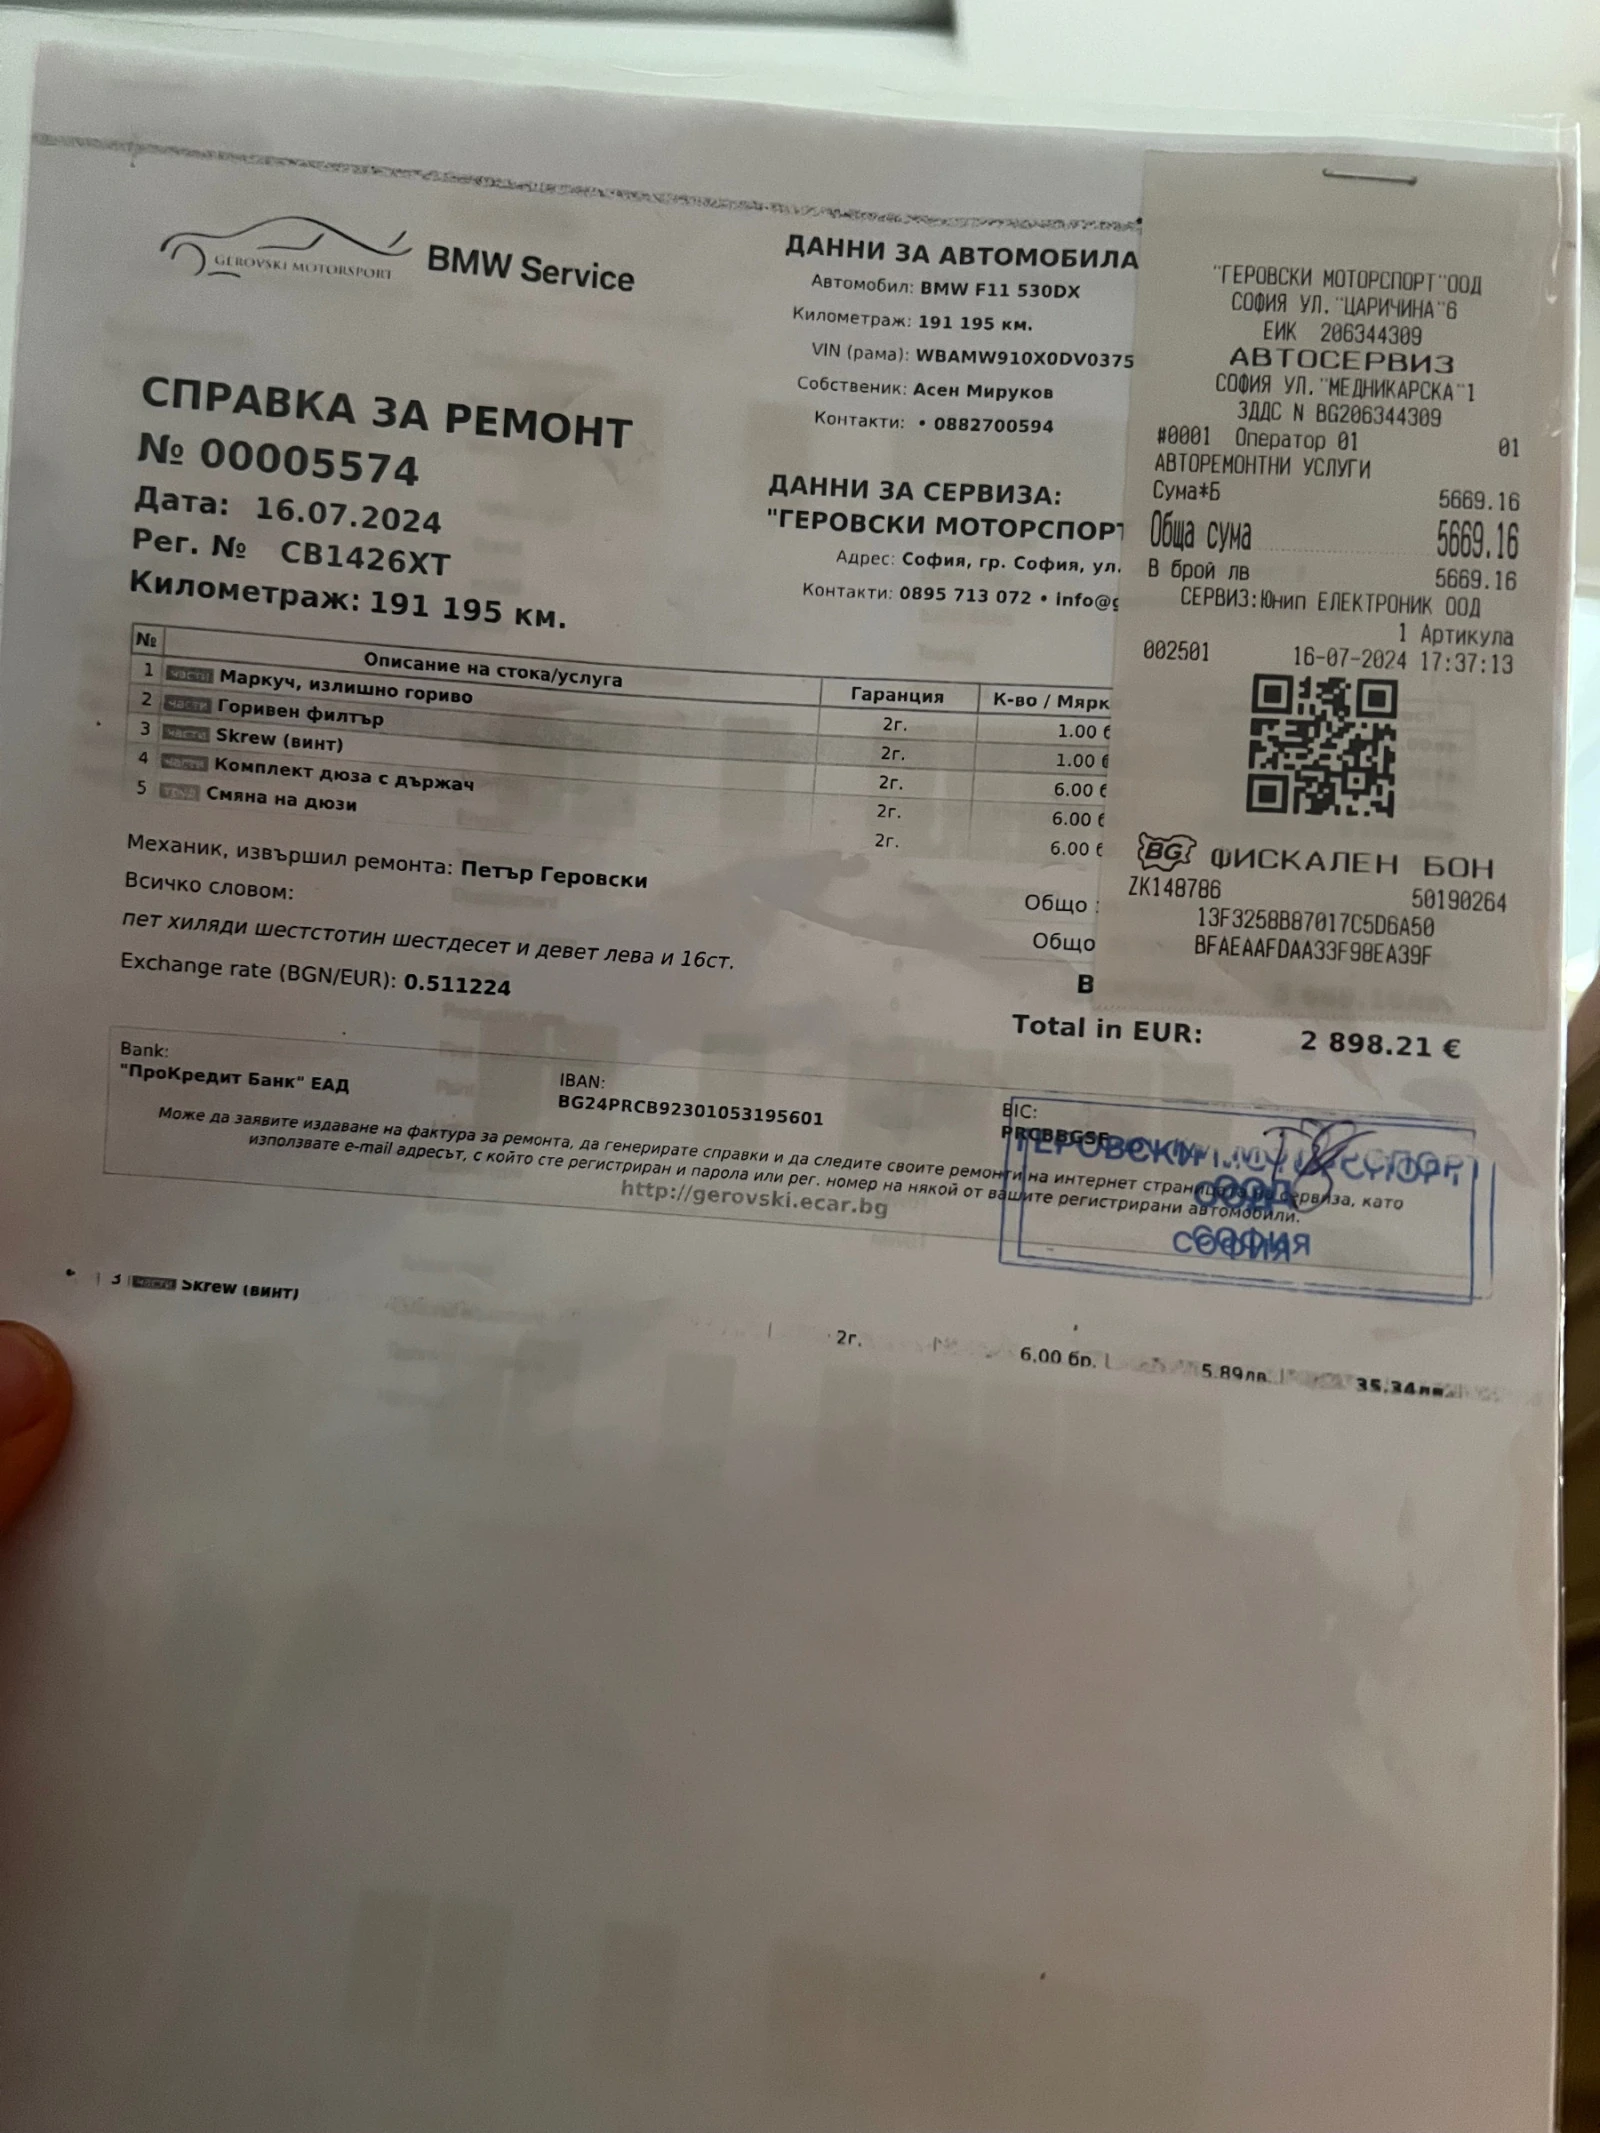 GEROVSKI MOTORSPORT BMW Service
СПРАВКА ЗА РЕМОНТ
№ 00005574
Дата: 16.07.2024
Рег. № CB1426XT
Километраж: 191 195 км.
ДАННИ ЗА АВТОМОБИЛА
Автомобил: BMW F11 530DX
Километраж: 191 195 км.
VIN (рама): WBAMW910X0DV0375
Собственик: Асен Мируков
Контакти: • 0882700594
ДАННИ ЗА СЕРВИЗА:
"ГЕРОВСКИ МОТОРСПОРТ
Адрес: София, гр. София, ул.
Контакти: 0895 713 072 • info@g
№ Описание на стока/услуга Гаранция К-во / Мярк
1 части Маркуч, излишно гориво 2г. 1.00 б
2 части Горивен филтър 2г. 1.00 б
3 части Skrew (винт) 2г. 6.00 б
4 части Комплект дюза с държач 2г. 6.00 б
5 труд Смяна на дюзи 2г. 6.00 б
Механик, извършил ремонта: Петър Геровски
Всичко словом:
пет хиляди шестстотин шестдесет и девет лева и 16ст.
Exchange rate (BGN/EUR): 0.511224
Общо :
Общо
В
Total in EUR: 2 898.21 €
Bank:
"ПроКредит Банк" ЕАД
IBAN:
BG24PRCB92301053195601
BIC:
PRCBBGSF
Може да заявите издаване на фактура за ремонта, да генерирате справки и да следите своите ремонти на интернет страницата на сервиза, като
използвате e-mail адресът, с който сте регистриран и парола или рег. номер на някой от вашите регистрирани автомобили.
http://gerovski.ecar.bg
ГЕРОВСКИ МОТОРСПОРТ
ООД
СОФИЯ
3 части Skrew (винт) 2г. 6.00 бр. 5.89лв. 35.34лв.
"ГЕРОВСКИ МОТОРСПОРТ"ООД
СОФИЯ УЛ."ЦАРИЧИНА"6
ЕИК 206344309
АВТОСЕРВИЗ
СОФИЯ УЛ."МЕДНИКАРСКА"1
ЗДДС N BG206344309
#0001 Оператор 01 01
АВТОРЕМОНТНИ УСЛУГИ
Сума*Б 5669.16
Обща сума 5669.16
В брой лв 5669.16
СЕРВИЗ:Юнип ЕЛЕКТРОНИК ООД
1 Артикула
002501 16-07-2024 17:37:13
BG ФИСКАЛЕН БОН
ZK148786 50190264
13F3258B87017C5D6A50
BFAEAAFDAA33F98EA39F